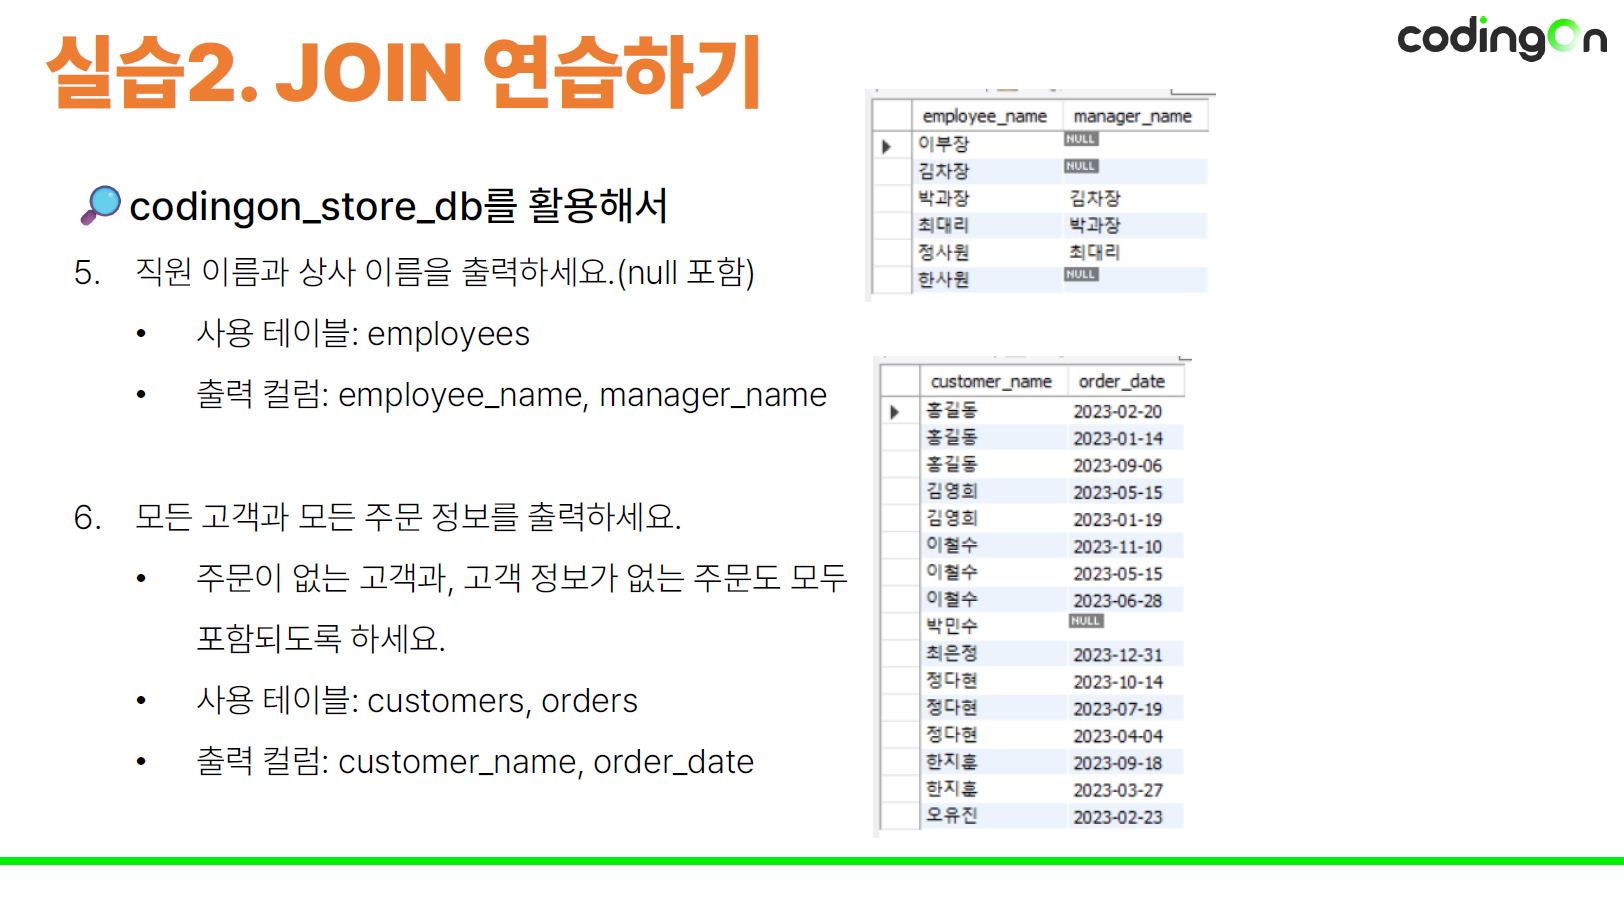 실습2. JOIN 연습하기
codingOn
codingon_store_db를 활용해서
5. 직원 이름과 상사 이름을 출력하세요.(null 포함)
• 사용 테이블: employees
• 출력 컬럼: employee_name, manager_name
6. 모든 고객과 모든 주문 정보를 출력하세요.
• 주문이 없는 고객과, 고객 정보가 없는 주문도 모두
포함되도록 하세요.
• 사용 테이블: customers, orders
• 출력 컬럼: customer_name, order_date
employee_name manager_name
이부장 NULL
김차장 NULL
박과장 김차장
최대리 박과장
정사원 최대리
한사원 NULL
customer_name order_date
홍길동 2023-02-20
홍길동 2023-01-14
홍길동 2023-09-06
김영희 2023-05-15
김영희 2023-01-19
이철수 2023-11-10
이철수 2023-05-15
이철수 2023-06-28
박민수 NULL
최은정 2023-12-31
정다현 2023-10-14
정다현 2023-07-19
정다현 2023-04-04
한지훈 2023-09-18
한지훈 2023-03-27
오유진 2023-02-23